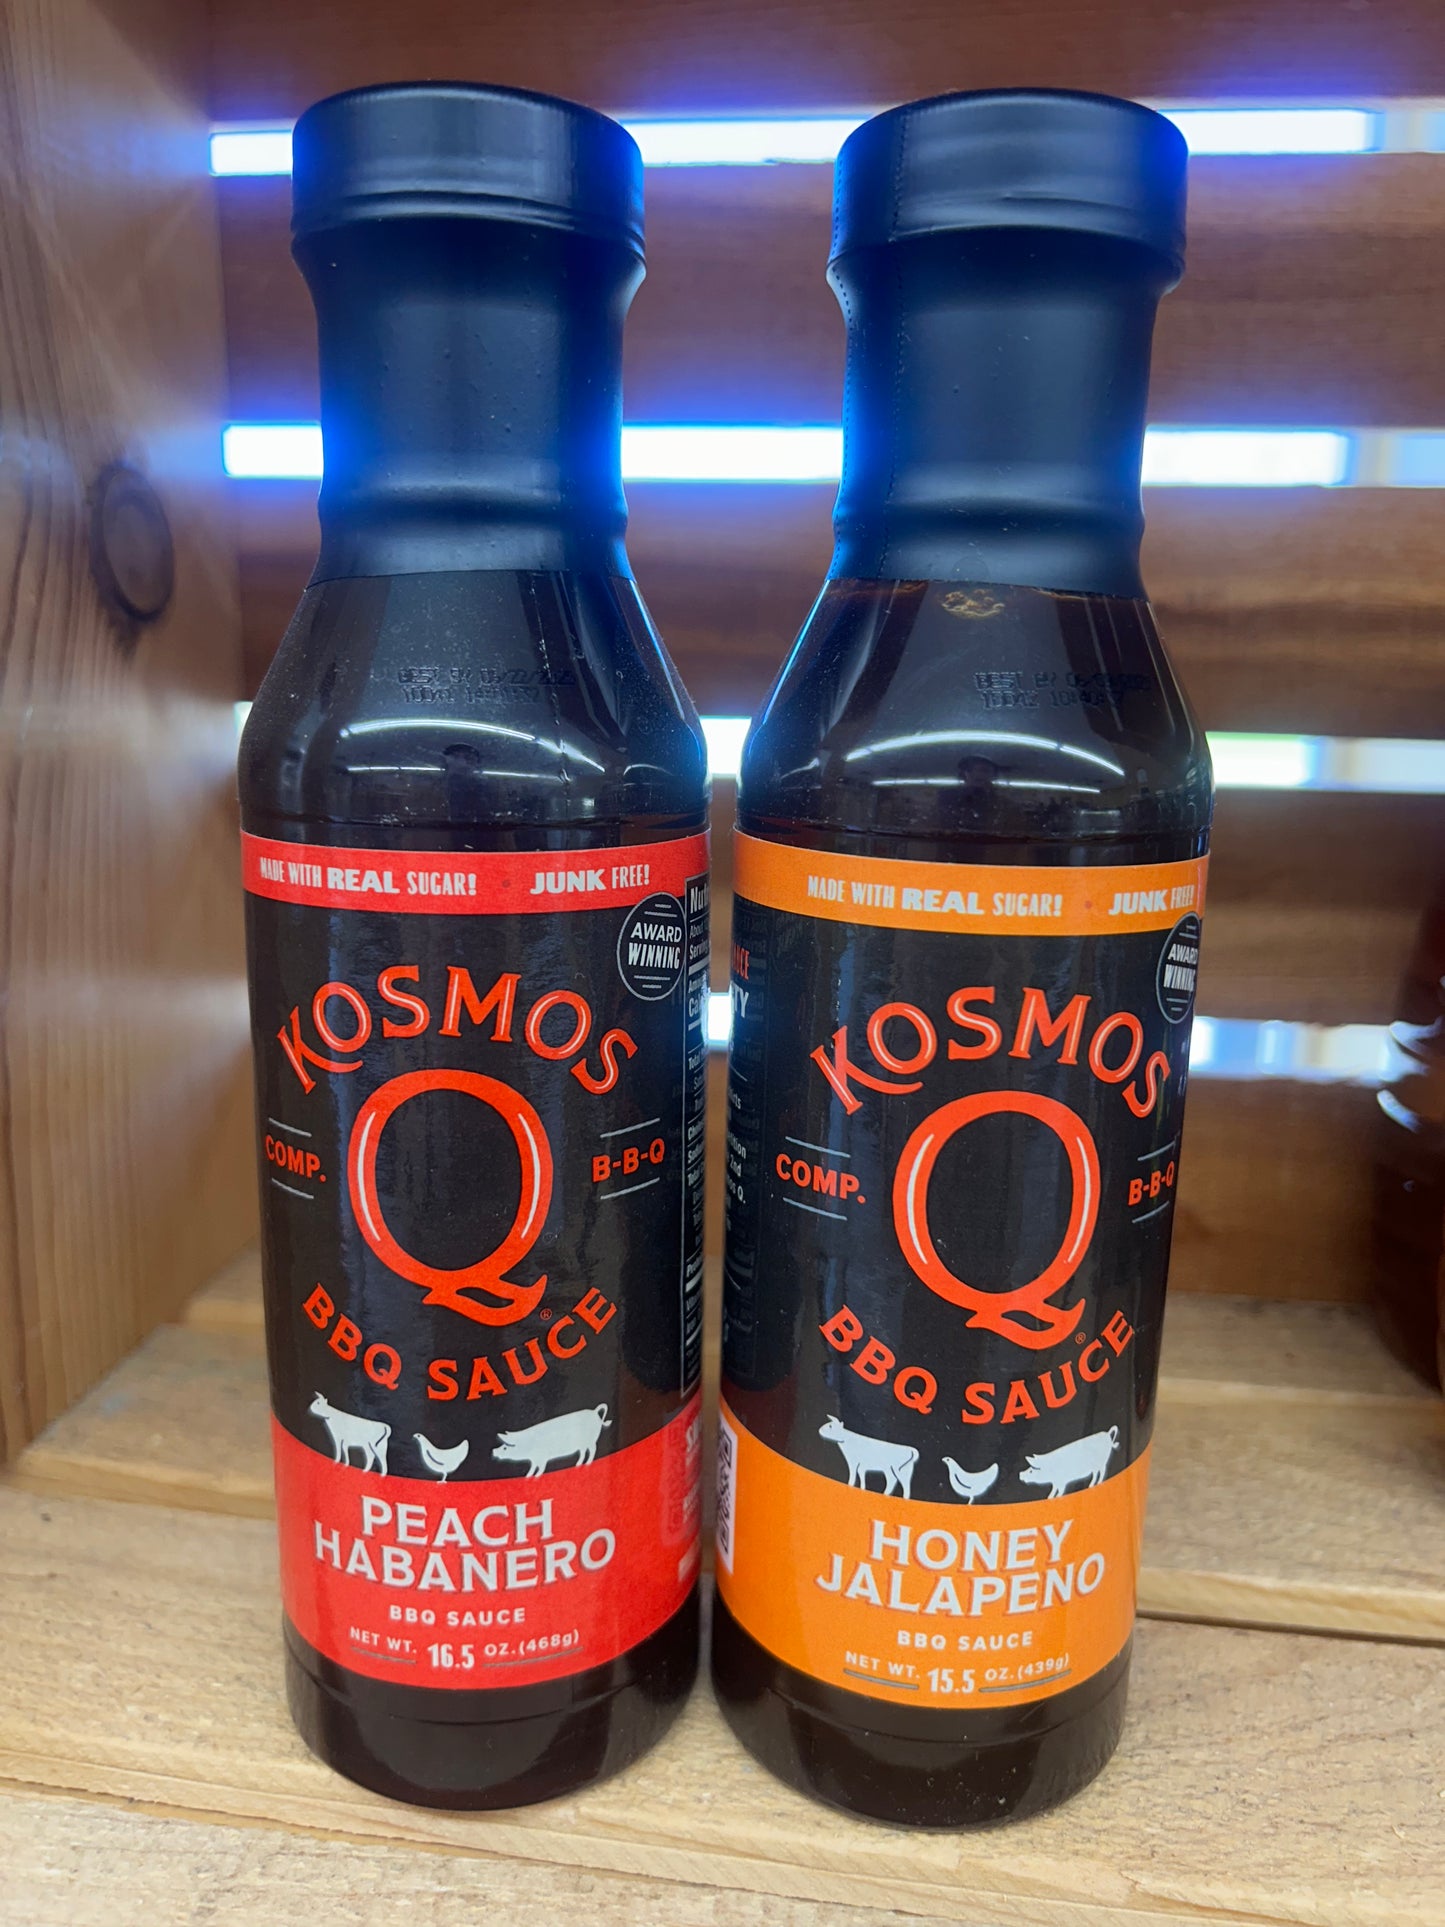 MADE WITH REAL SUGAR! • JUNK FREE!
AWARD
WINNING
KOSMOS
Q
COMP.
B-B-Q
®
BBQ SAUCE
PEACH
HABANERO
BBQ SAUCE
NET WT. 16.5 OZ. (468g)
MADE WITH REAL SUGAR! • JUNK FREE!
AWARD
WINNING
KOSMOS
Q
COMP.
B-B-Q
®
BBQ SAUCE
HONEY
JALAPENO
BBQ SAUCE
NET WT. 15.5 OZ. (439g)